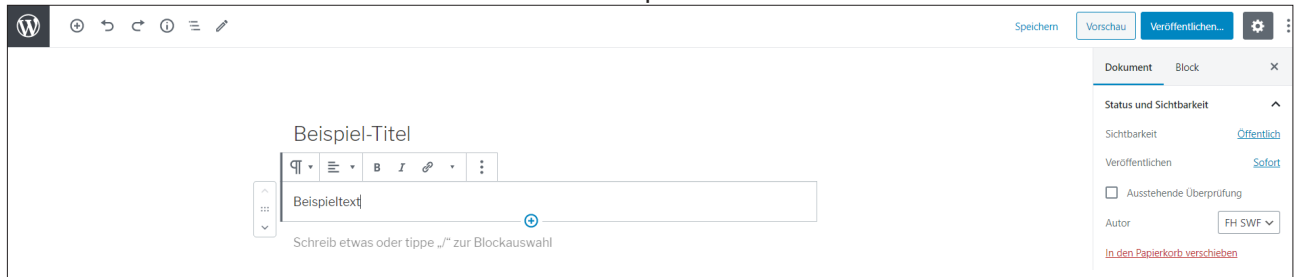 Speichern Vorschau Veröffentlichen...
Dokument Block
Status und Sichtbarkeit
Beispiel-Titel
Sichtbarkeit Öffentlich
Veröffentlichen Sofort
B I
Ausstehende Überprüfung
Beispieltext
Autor FH SWF
Schreib etwas oder tippe „/“ zur Blockauswahl
In den Papierkorb verschieben